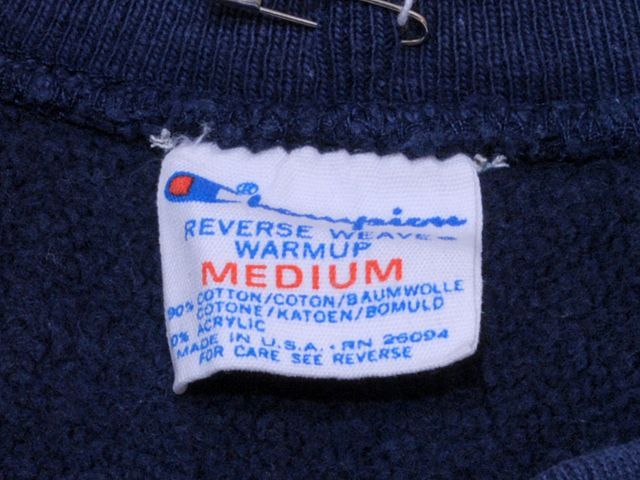 Champion®
REVERSE WEAVE
WARMUP
MEDIUM
90% COTTON/COTON/BAUMWOLLE
COTONE/KATOEN/BOMULD
0% ACRYLIC
MADE IN U.S.A. RN 26094
FOR CARE SEE REVERSE